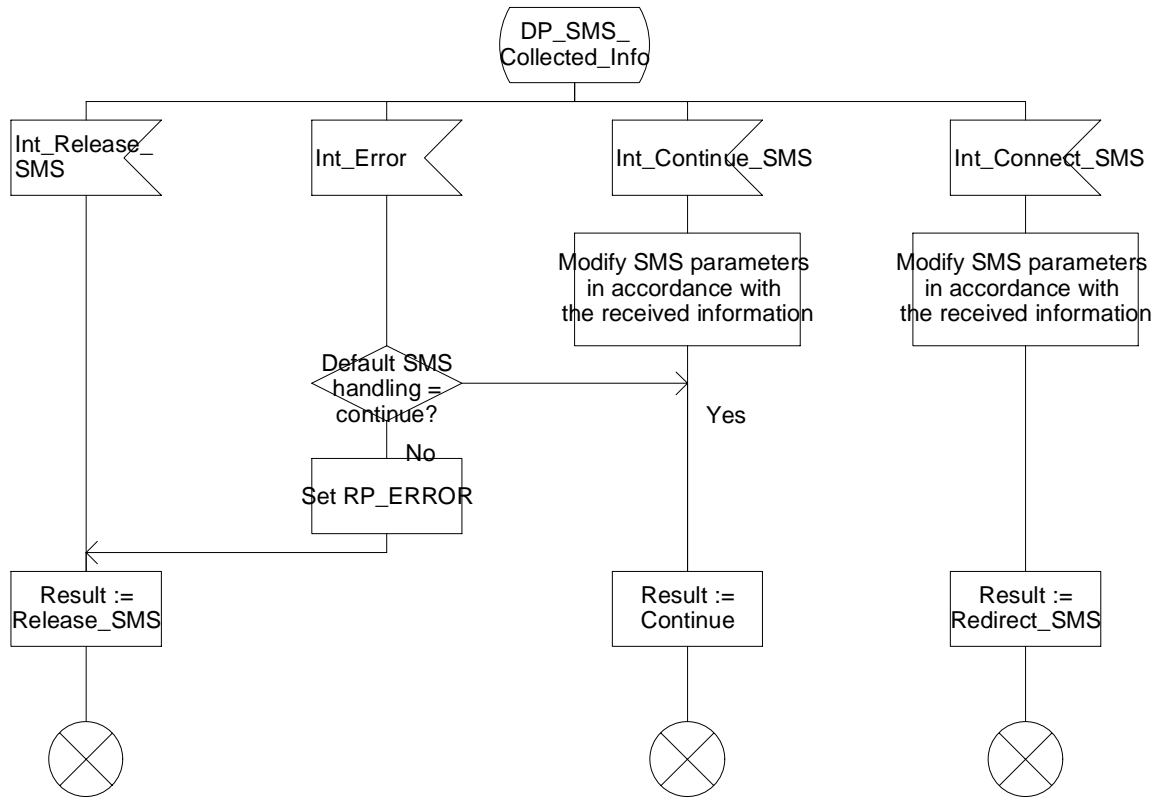 DP_SMS_
Collected_Info
Int_Release_
SMS
Int_Error
Int_Continue_SMS
Int_Connect_SMS
Modify SMS parameters
in accordance with
the received information
Modify SMS parameters
in accordance with
the received information
Default SMS
handling =
continue?
Yes
No
Set RP_ERROR
Result :=
Release_SMS
Result :=
Continue
Result :=
Redirect_SMS